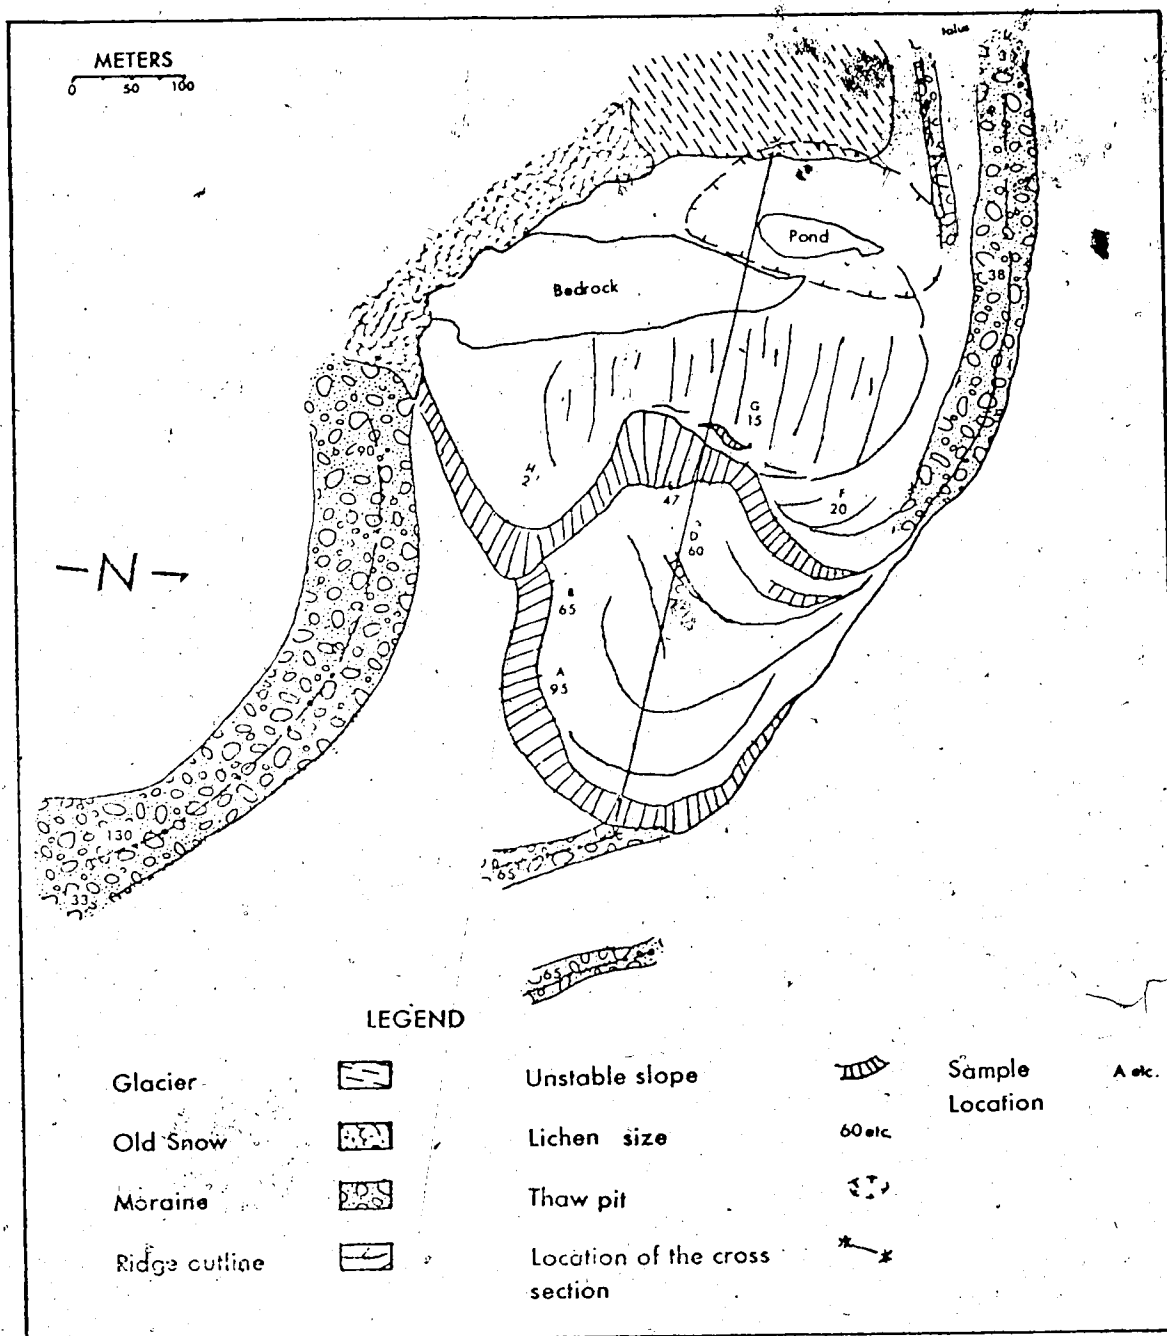 METERS
0 50 100
talus
Pond
Bedrock
38
G
15
90
H
2
47
F
20
D
60
B
65
A
95
N
130
33
65
65
LEGEND
Glacier
Old Snow
Moraine
Ridge outline
Unstable slope
Lichen size 60 etc.
Thaw pit
Location of the cross
section
Sample A etc.
Location